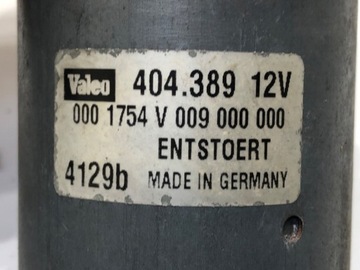 Valeo 404.389 12V
000 1754 V 009 000 000
ENTSTOERT
4129b MADE IN GERMANY